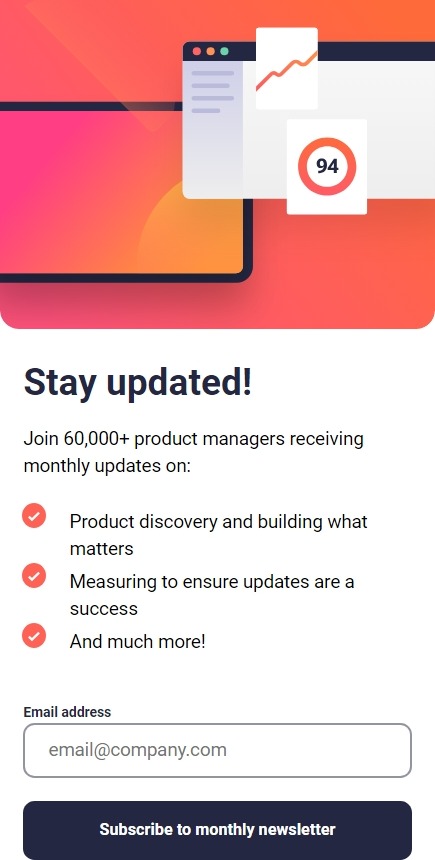 94
Stay updated!
Join 60,000+ product managers receiving
monthly updates on:
Product discovery and building what
matters
Measuring to ensure updates are a
success
And much more!
Email address
email@company.com
Subscribe to monthly newsletter